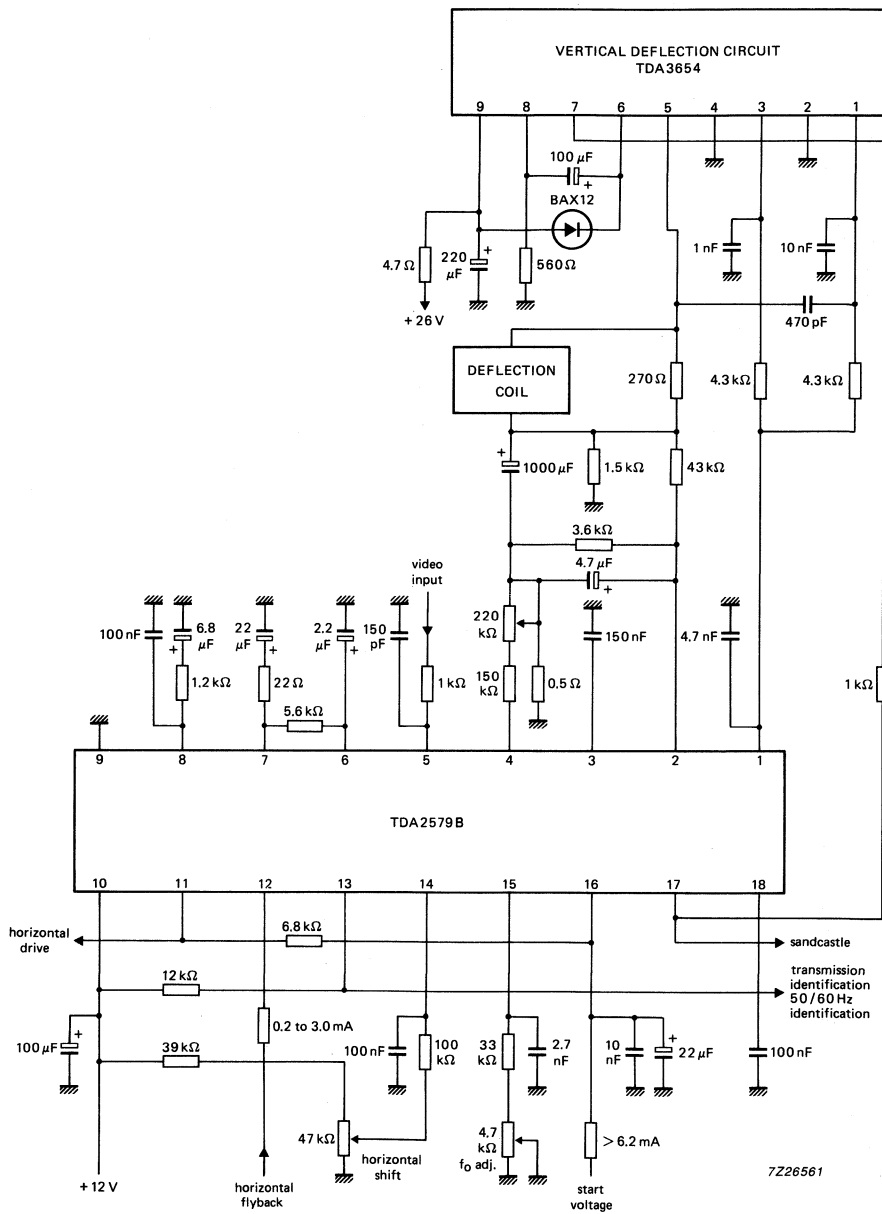 VERTICAL DEFLECTION CIRCUIT
TDA3654
9 8 7 6 5 4 3 2 1
100 μF
+
BAX12
4.7 Ω
220 μF
+
560 Ω
1 nF
10 nF
+ 26 V
470 pF
DEFLECTION
COIL
270 Ω
4.3 kΩ
4.3 kΩ
+
1000 μF
1.5 kΩ
43 kΩ
3.6 kΩ
4.7 μF
+
video
input
100 nF
6.8
μF
+
22
μF
+
2.2
μF
+
150
pF
220
kΩ
150 nF
4.7 nF
1.2 kΩ
22 Ω
1 kΩ
150
kΩ
0.5 Ω
1 kΩ
5.6 kΩ
9 8 7 6 5 4 3 2 1
TDA2579B
10 11 12 13 14 15 16 17 18
horizontal
drive
6.8 kΩ
sandcastle
12 kΩ
transmission
identification
50/60 Hz
identification
0.2 to 3.0 mA
100 μF
+
39 kΩ
100 nF
100
kΩ
33
kΩ
2.7
nF
10
nF
+
22 μF
100 nF
47 kΩ
horizontal
shift
4.7
kΩ
fo adj.
> 6.2 mA
+ 12 V
horizontal
flyback
start
voltage
7Z26561